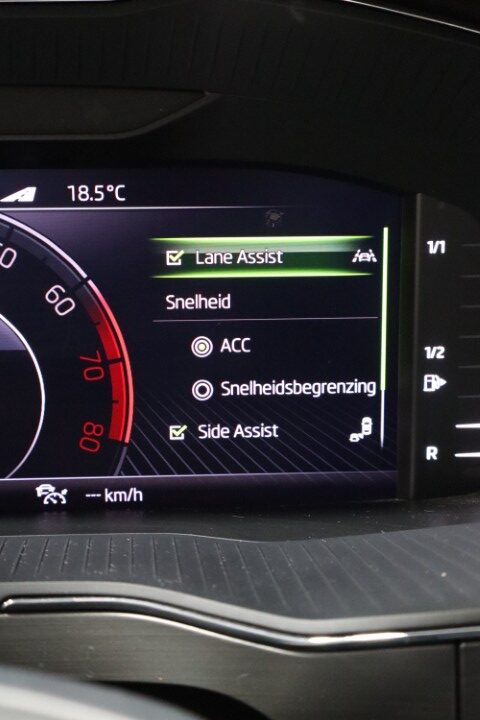 18.5°C
Lane Assist
Snelheid
ACC
Snelheidsbegrenzing
Side Assist
--- km/h
60
70
80
1/1
1/2
R